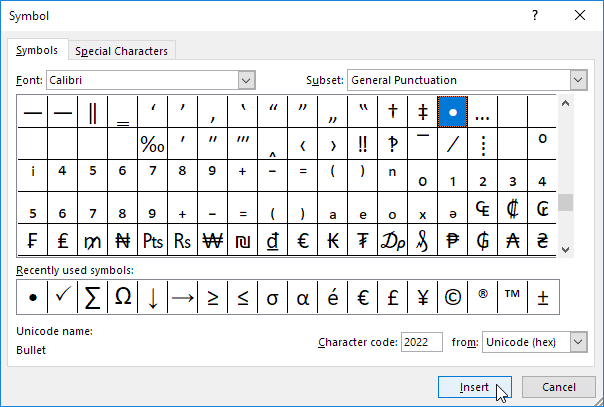 Symbol
? ×
Symbols Special Characters
Font: Calibri Subset: General Punctuation
— ― ‖ ‗ ‘ ’ ‚ ‛ “ ” „ ‟ † ‡ • …
‰ ′ ″ ‴ ‸ ‹ › ‼ ‾ ⁄ ⁞ ⁰
ⁱ ⁴ ⁵ ⁶ ⁷ ⁸ ⁹ ⁺ ⁻ ⁼ ⁽ ⁾ ⁿ ₀ ₁ ₂ ₃ ₄
₅ ₆ ₇ ₈ ₉ ₊ ₋ ₌ ₍ ₎ ₐ ₑ ₒ ₓ ₔ ₠ ₡ ₢
₣ ₤ ₥ ₦ ₧ ₨ ₩ ₪ ₫ € ₭ ₮ ₯ ₰ ₱ ₲ ₳ ₴
Recently used symbols:
• ✓ ∑ Ω ↓ → ≥ ≤ σ α é € £ ¥ © ® ™ ±
Unicode name:
Bullet
Character code: 2022 from: Unicode (hex)
Insert Cancel